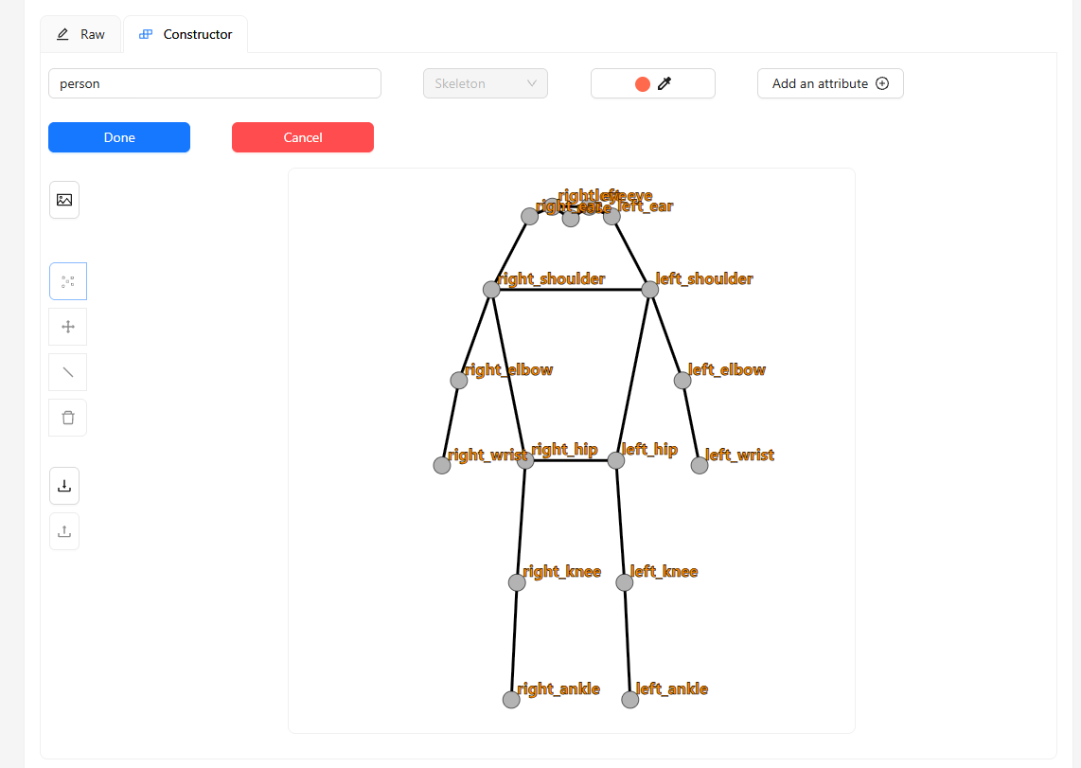 Raw
Constructor
person
Skeleton
Add an attribute
Done
Cancel
right_ear
left_ear
right_shoulder
left_shoulder
right_elbow
left_elbow
right_hip
left_hip
right_wrist
left_wrist
right_knee
left_knee
right_ankle
left_ankle